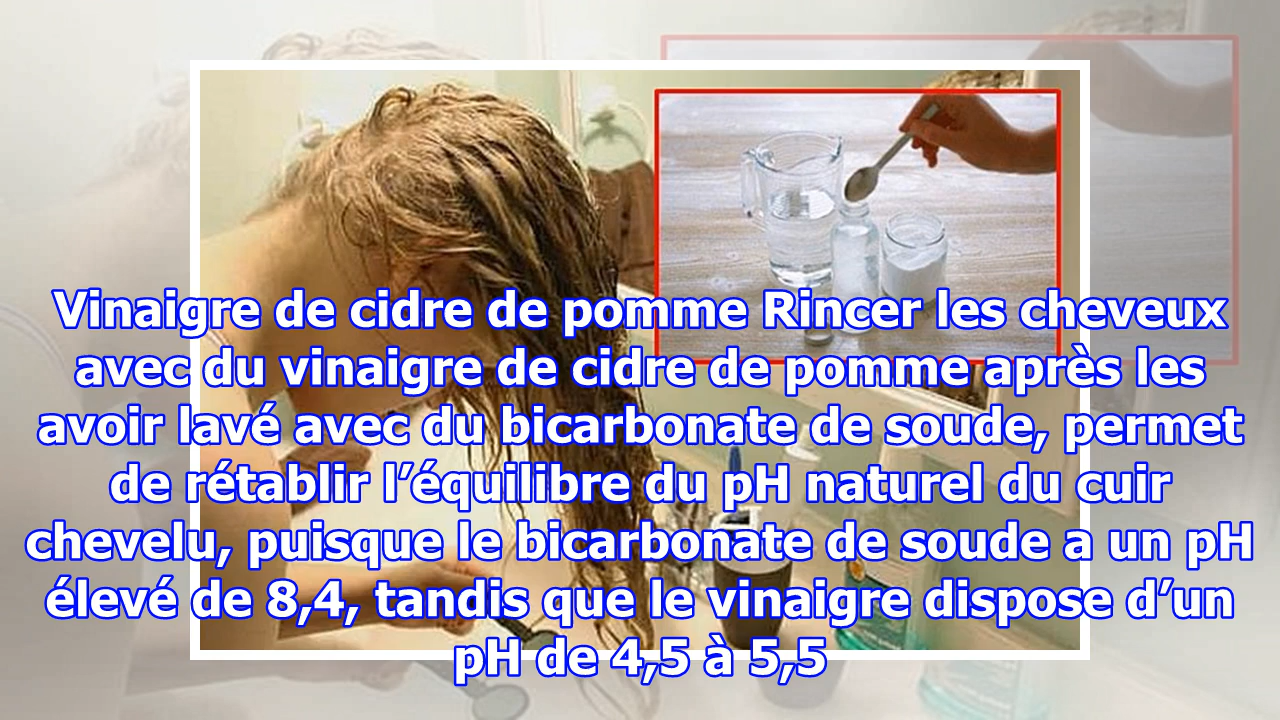 Vinaigre de cidre de pomme Rincer les cheveux
avec du vinaigre de cidre de pomme après les
avoir lavé avec du bicarbonate de soude, permet
de rétablir l’équilibre du pH naturel du cuir
chevelu, puisque le bicarbonate de soude a un pH
élevé de 8,4, tandis que le vinaigre dispose d’un
pH de 4,5 à 5,5